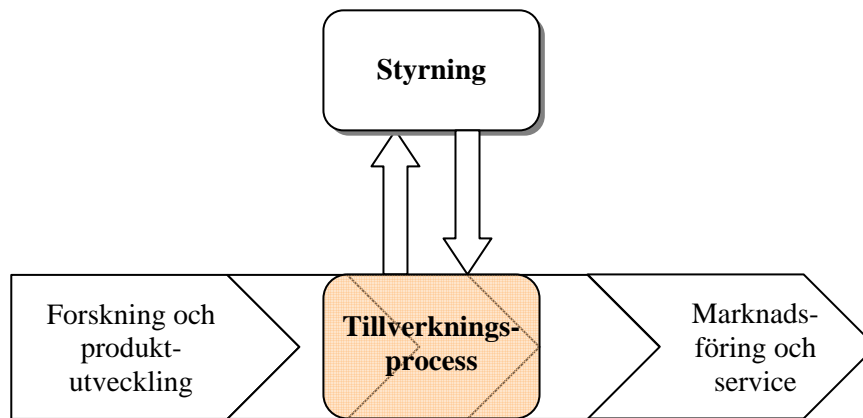 Styrning
Forskning och
produkt-
utveckling
Tillverknings-
process
Marknads-
föring och
service